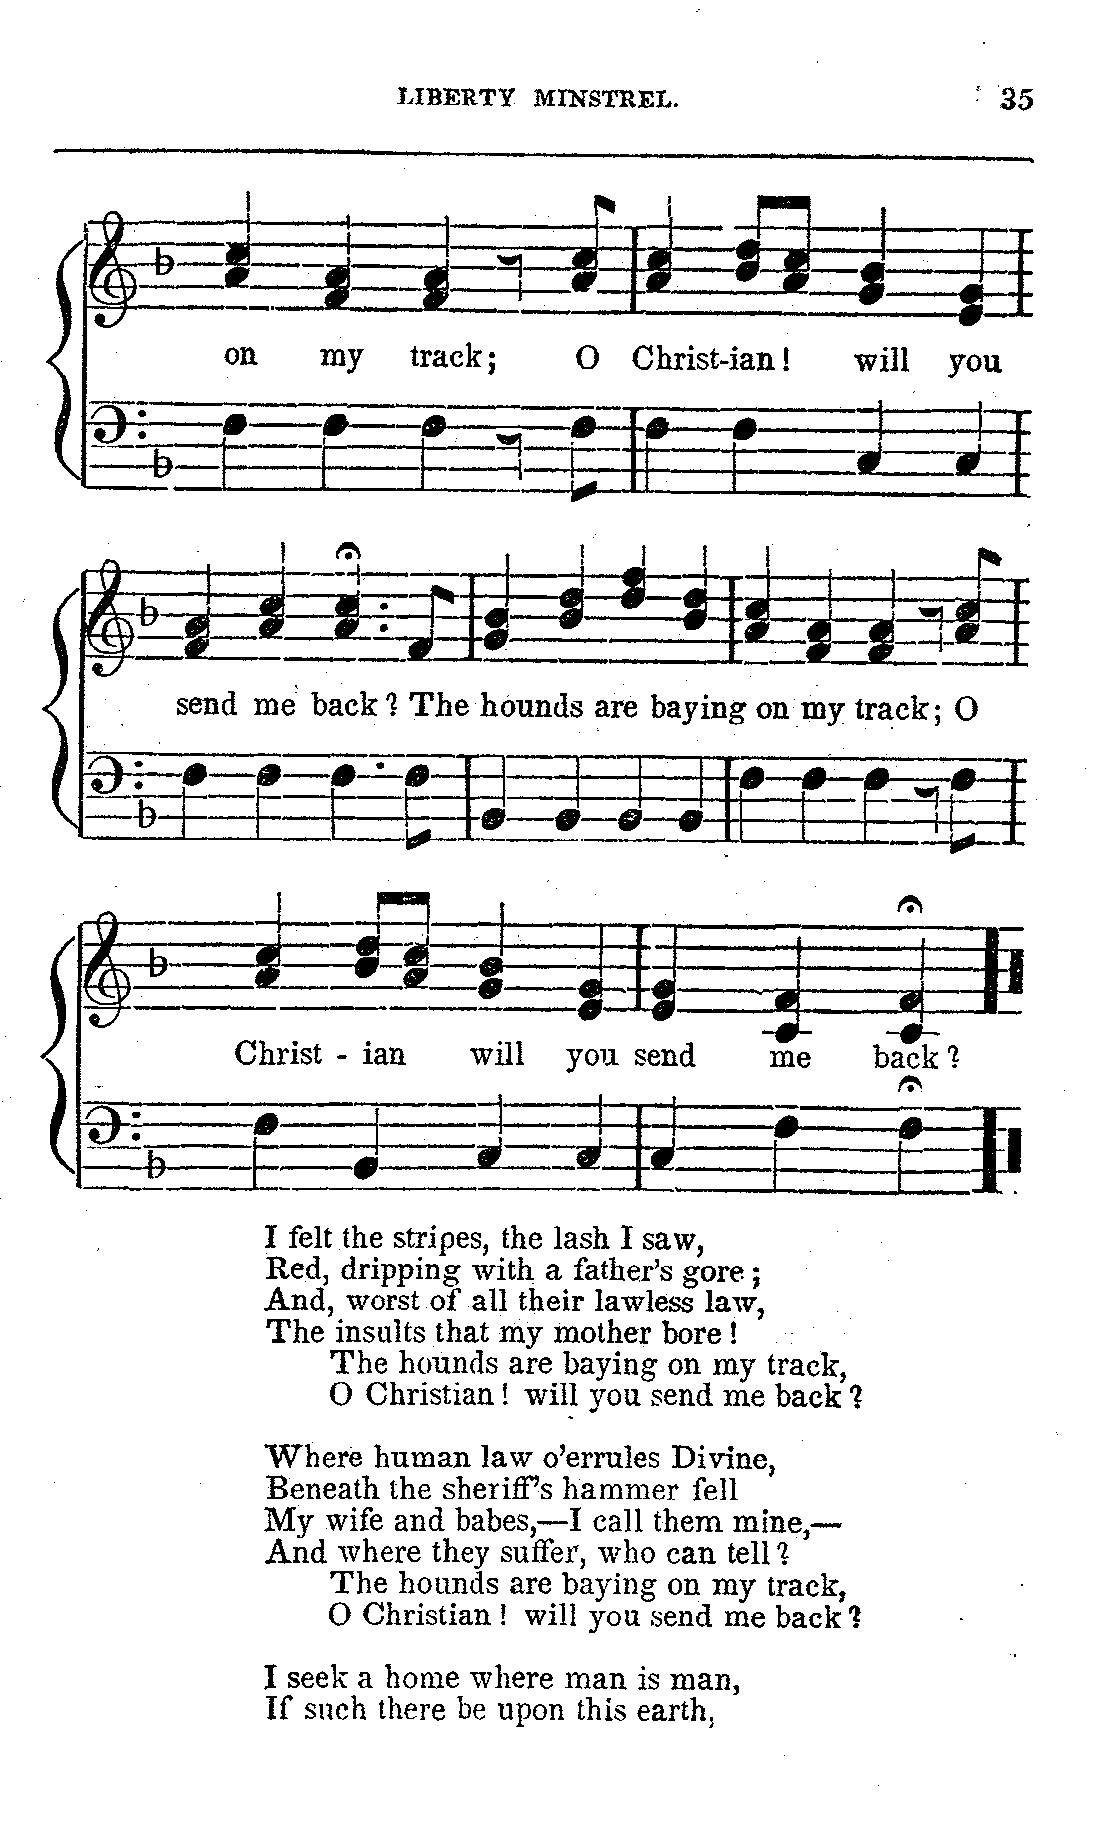 LIBERTY MINSTREL. 35
on my track; O Christ-ian! will you
send me back? The hounds are baying on my track; O
Christ - ian will you send me back?
I felt the stripes, the lash I saw,
Red, dripping with a father's gore;
And, worst of all their lawless law,
The insults that my mother bore!
The hounds are baying on my track,
O Christian! will you send me back?
Where human law o'errules Divine,
Beneath the sheriff's hammer fell
My wife and babes,—I call them mine,—
And where they suffer, who can tell?
The hounds are baying on my track,
O Christian! will you send me back?
I seek a home where man is man,
If such there be upon this earth,